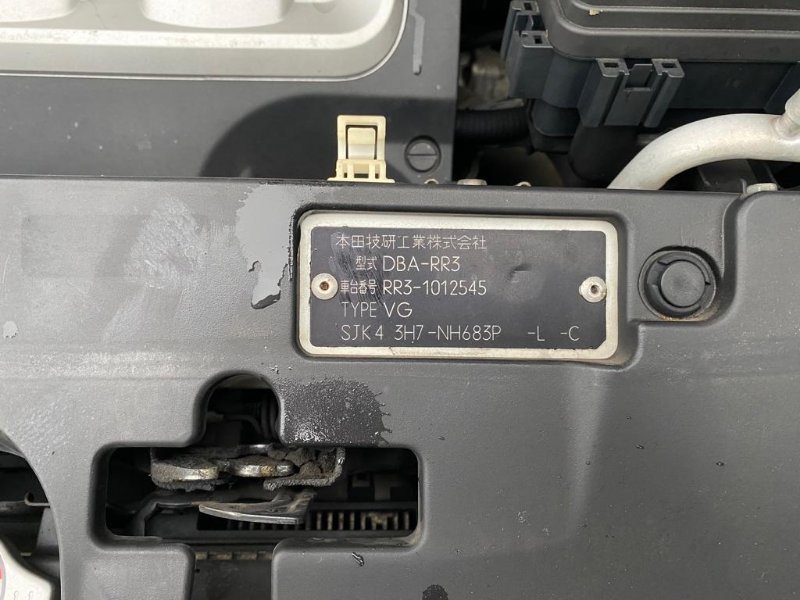 本田技研工業株式会社
型式 DBA-RR3
車台番号 RR3-1012545
TYPE VG
SJK4 3H7-NH683P -L -C